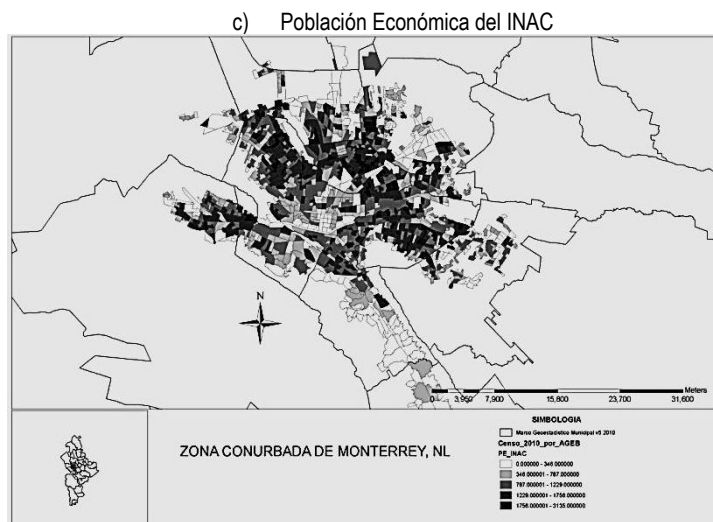 c) Población Económica del INAC
N
Meters
0 3,950 7,900 15,800 23,700 31,600
SIMBOLOGIA
Marco Geoestadístico Municipal v5 2010
Censo_2010_por_AGEB
PE_INAC
0.000000 - 346.000000
346.000001 - 787.000000
787.000001 - 1229.000000
1229.000001 - 1756.000000
1756.000001 - 3135.000000
ZONA CONURBADA DE MONTERREY, NL